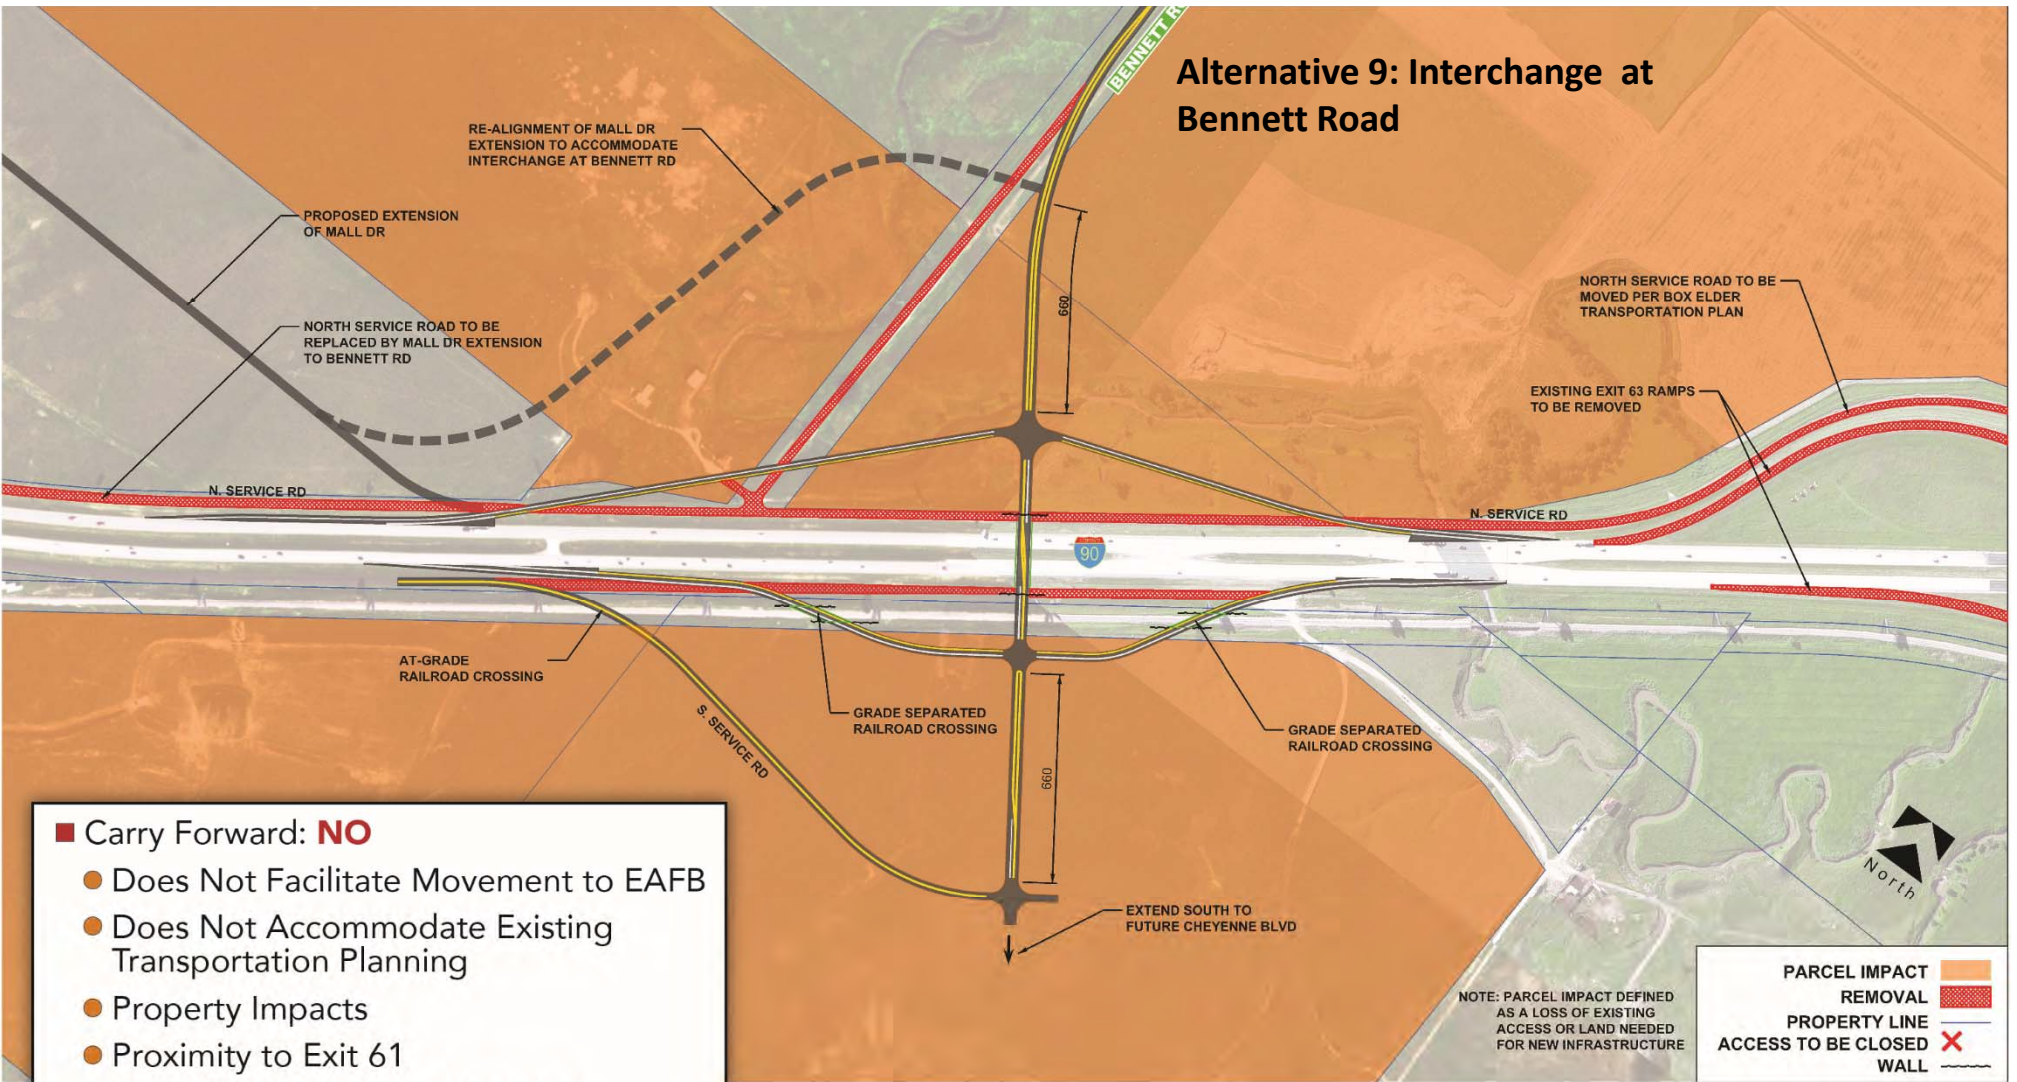 BENNETT
Alternative 9: Interchange at
Bennett Road
RE-ALIGNMENT OF MALL DR
EXTENSION TO ACCOMMODATE
INTERCHANGE AT BENNETT RD
PROPOSED EXTENSION
OF MALL DR
NORTH SERVICE ROAD TO BE
REPLACED BY MALL DR EXTENSION
TO BENNETT RD
NORTH SERVICE ROAD TO BE
MOVED PER BOX ELDER
TRANSPORTATION PLAN
660
EXISTING EXIT 63 RAMPS
TO BE REMOVED
N. SERVICE RD
N. SERVICE RD
90
AT-GRADE
RAILROAD CROSSING
S. SERVICE RD
GRADE SEPARATED
RAILROAD CROSSING
GRADE SEPARATED
RAILROAD CROSSING
660
EXTEND SOUTH TO
FUTURE CHEYENNE BLVD
Carry Forward: NO
Does Not Facilitate Movement to EAFB
Does Not Accommodate Existing
Transportation Planning
Property Impacts
Proximity to Exit 61
North
NOTE: PARCEL IMPACT DEFINED
AS A LOSS OF EXISTING
ACCESS OR LAND NEEDED
FOR NEW INFRASTRUCTURE
PARCEL IMPACT
REMOVAL
PROPERTY LINE
ACCESS TO BE CLOSED
WALL